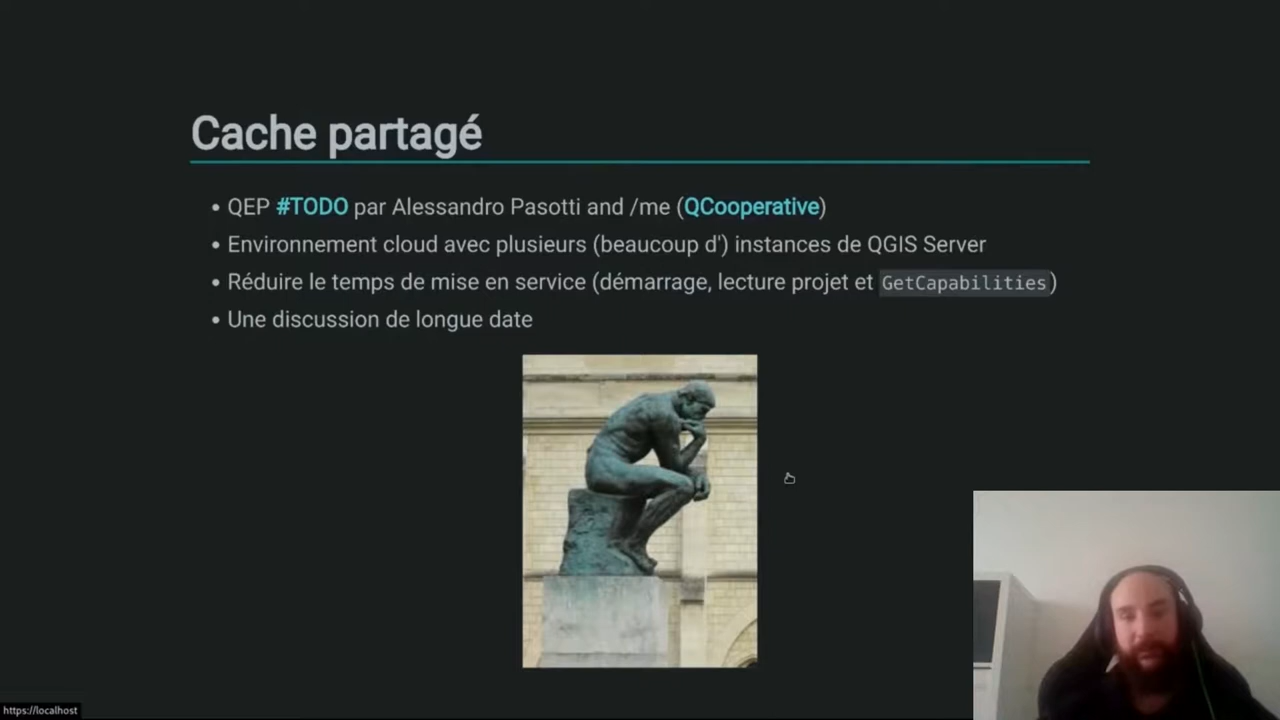 Cache partagé
QEP #TODO par Alessandro Pasotti and /me (QCooperative)
Environnement cloud avec plusieurs (beaucoup d') instances de QGIS Server
Réduire le temps de mise en service (démarrage, lecture projet et GetCapabilities)
Une discussion de longue date
https://localhost